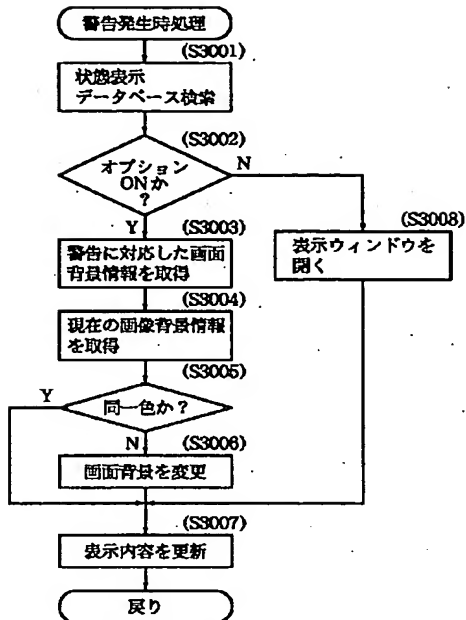 警告発生時処理
(S3001)
状態表示
データベース検索
(S3002)
オプション
ONか
?
N
Y
(S3003)
(S3008)
警告に対応した画面
背景情報を取得
表示ウィンドウを
開く
(S3004)
現在の画像背景情報
を取得
(S3005)
Y
同一色か?
N
(S3006)
画面背景を変更
(S3007)
表示内容を更新
戻り